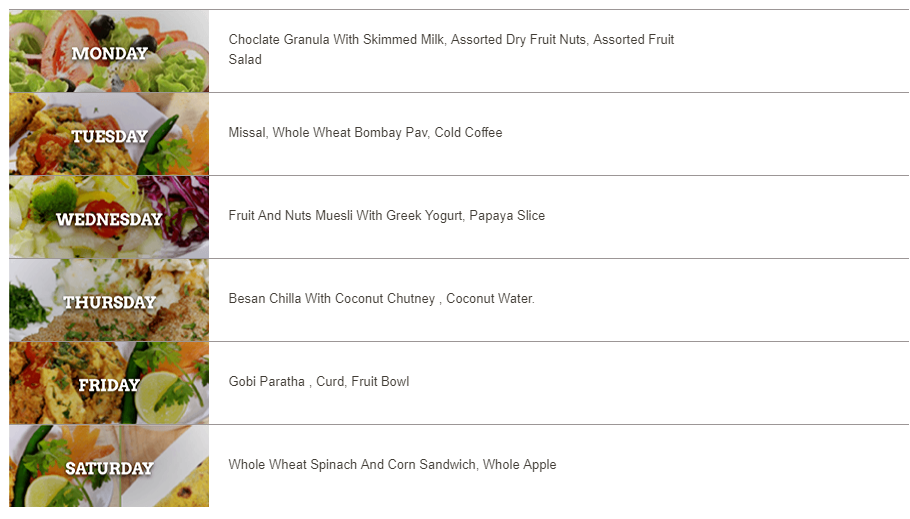 MONDAY
Choclate Granula With Skimmed Milk, Assorted Dry Fruit Nuts, Assorted Fruit
Salad
TUESDAY
Missal, Whole Wheat Bombay Pav, Cold Coffee
WEDNESDAY
Fruit And Nuts Muesli With Greek Yogurt, Papaya Slice
THURSDAY
Besan Chilla With Coconut Chutney , Coconut Water.
FRIDAY
Gobi Paratha , Curd, Fruit Bowl
SATURDAY
Whole Wheat Spinach And Corn Sandwich, Whole Apple